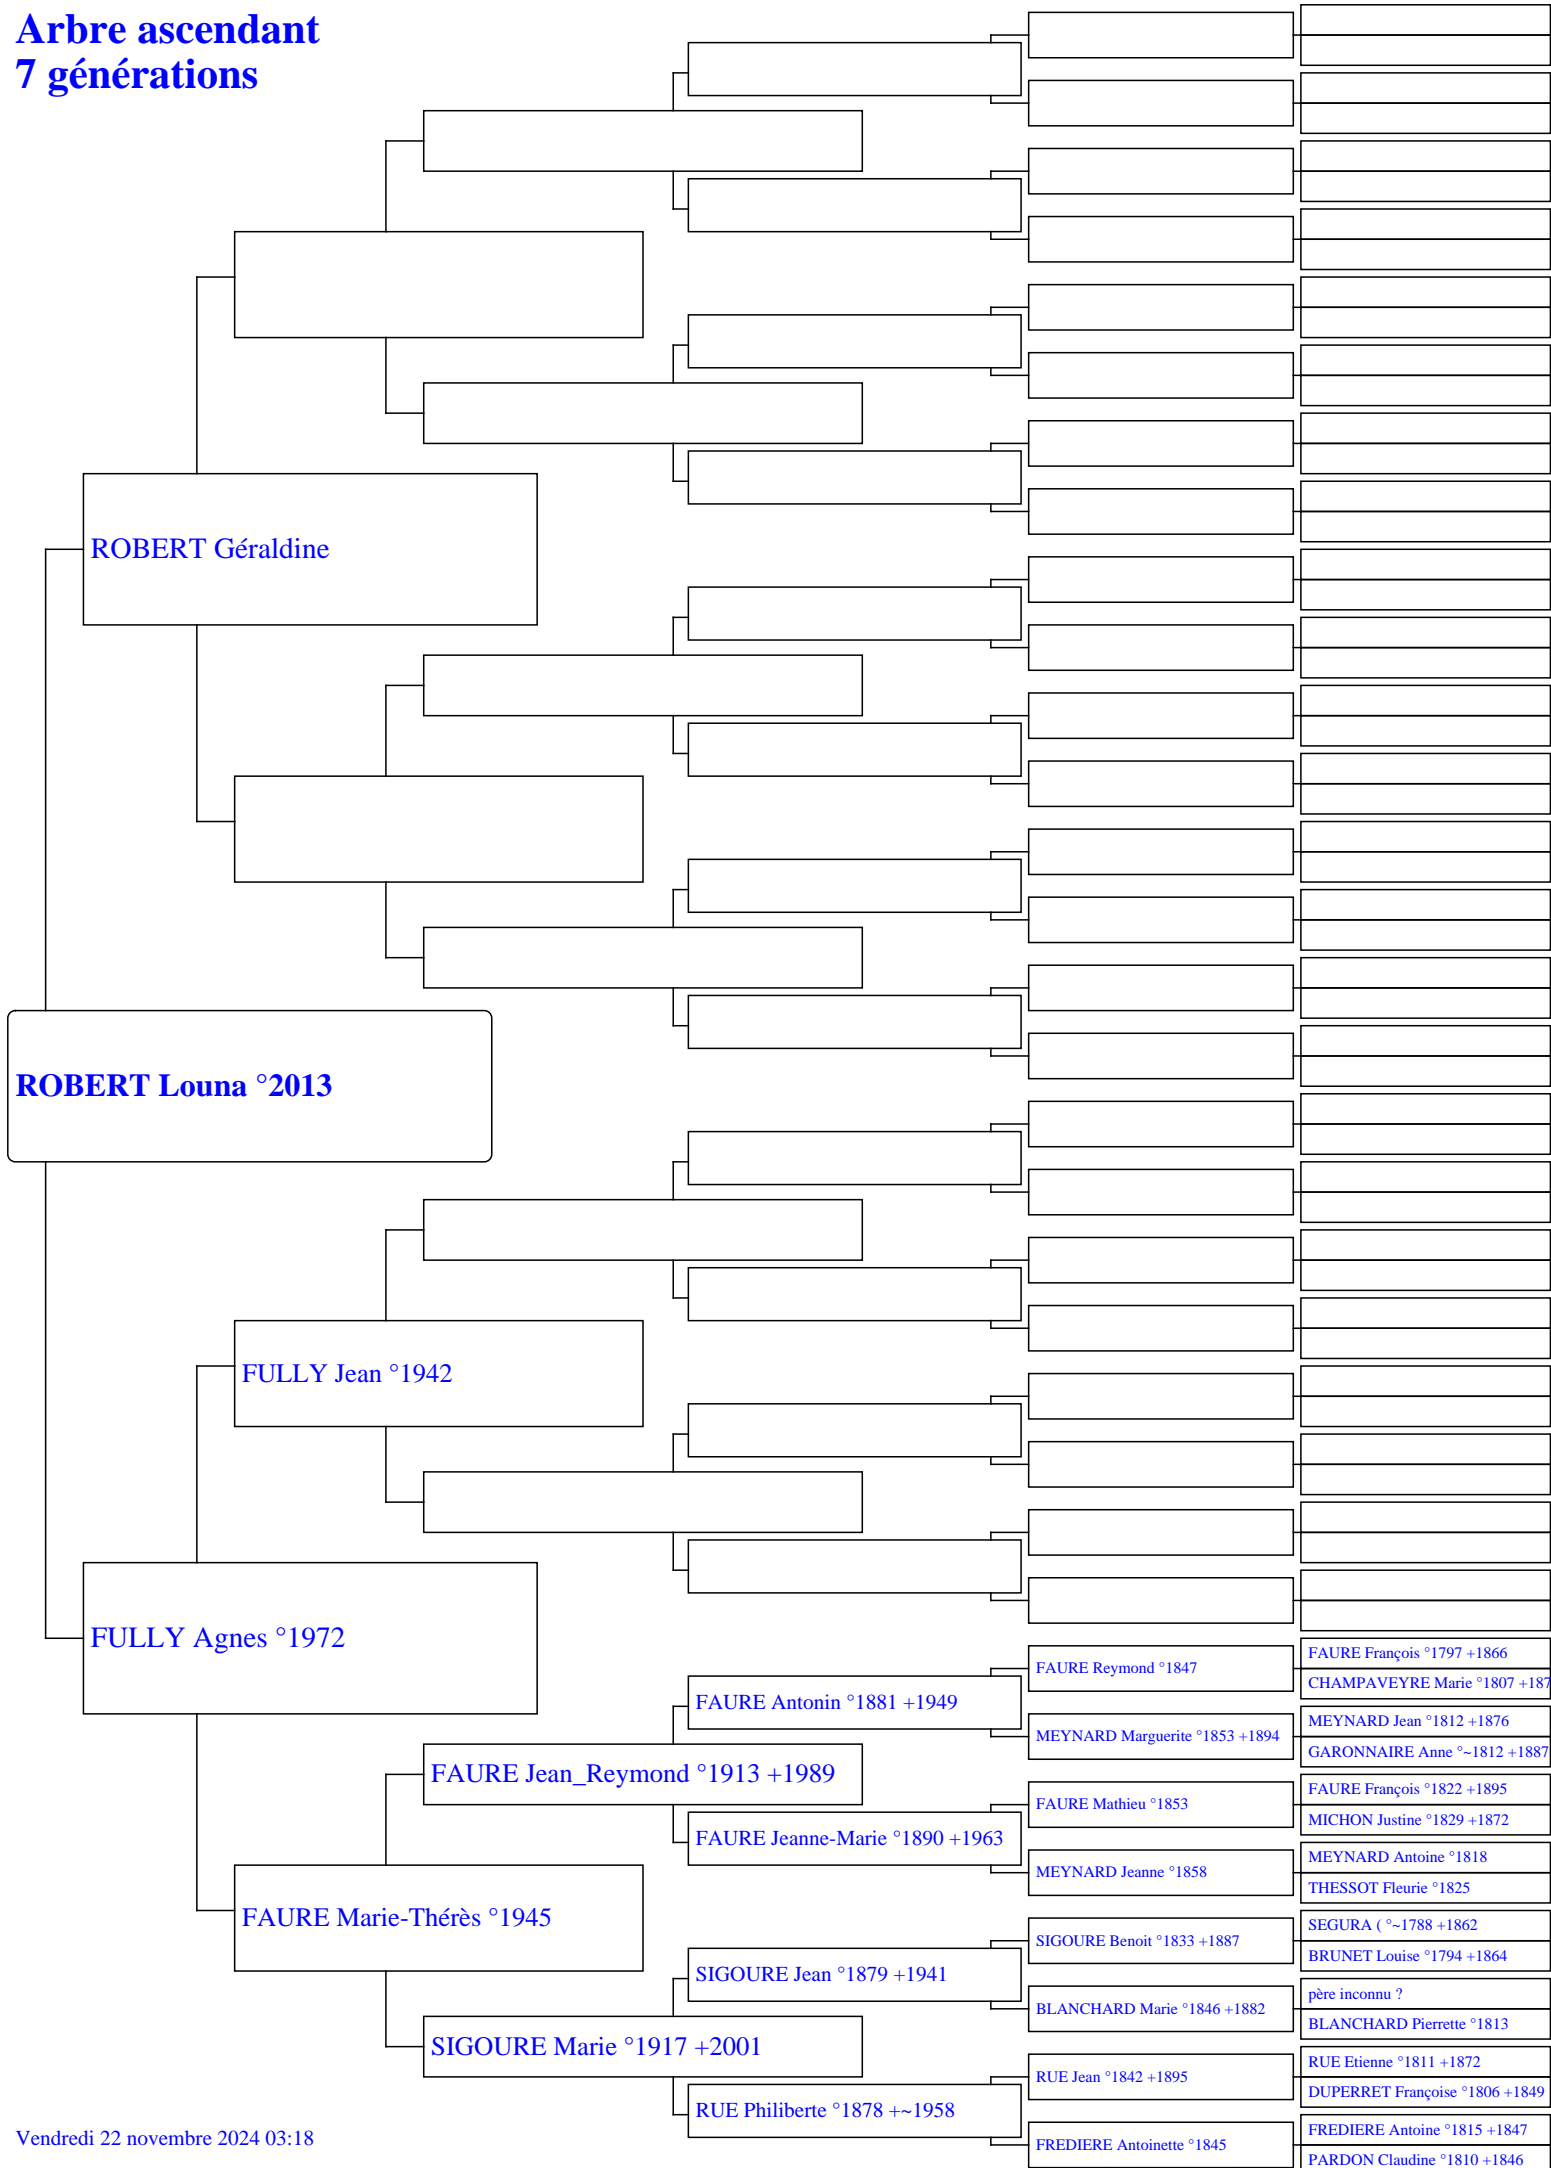 Arbre ascendant
7 générations
ROBERT Géraldine
ROBERT Louna °2013
FULLY Jean °1942
FULLY Agnes °1972
FAURE Reymond °1847
FAURE François °1797 +1866
CHAMPAVEYRE Marie °1807 +187
FAURE Antonin °1881 +1949
MEYNARD Marguerite °1853 +1894
MEYNARD Jean °1812 +1876
GARONNAIRE Anne °~1812 +1887
FAURE Jean_Reymond °1913 +1989
FAURE Mathieu °1853
FAURE François °1822 +1895
MICHON Justine °1829 +1872
FAURE Jeanne-Marie °1890 +1963
MEYNARD Jeanne °1858
MEYNARD Antoine °1818
THESSOT Fleurie °1825
FAURE Marie-Thérès °1945
SIGOURE Benoit °1833 +1887
SEGURA ( °~1788 +1862
BRUNET Louise °1794 +1864
SIGOURE Jean °1879 +1941
BLANCHARD Marie °1846 +1882
père inconnu ?
BLANCHARD Pierrette °1813
SIGOURE Marie °1917 +2001
RUE Jean °1842 +1895
RUE Etienne °1811 +1872
DUPERRET Françoise °1806 +1849
RUE Philiberte °1878 +~1958
FREDIERE Antoinette °1845
FREDIERE Antoine °1815 +1847
PARDON Claudine °1810 +1846
Vendredi 22 novembre 2024 03:18